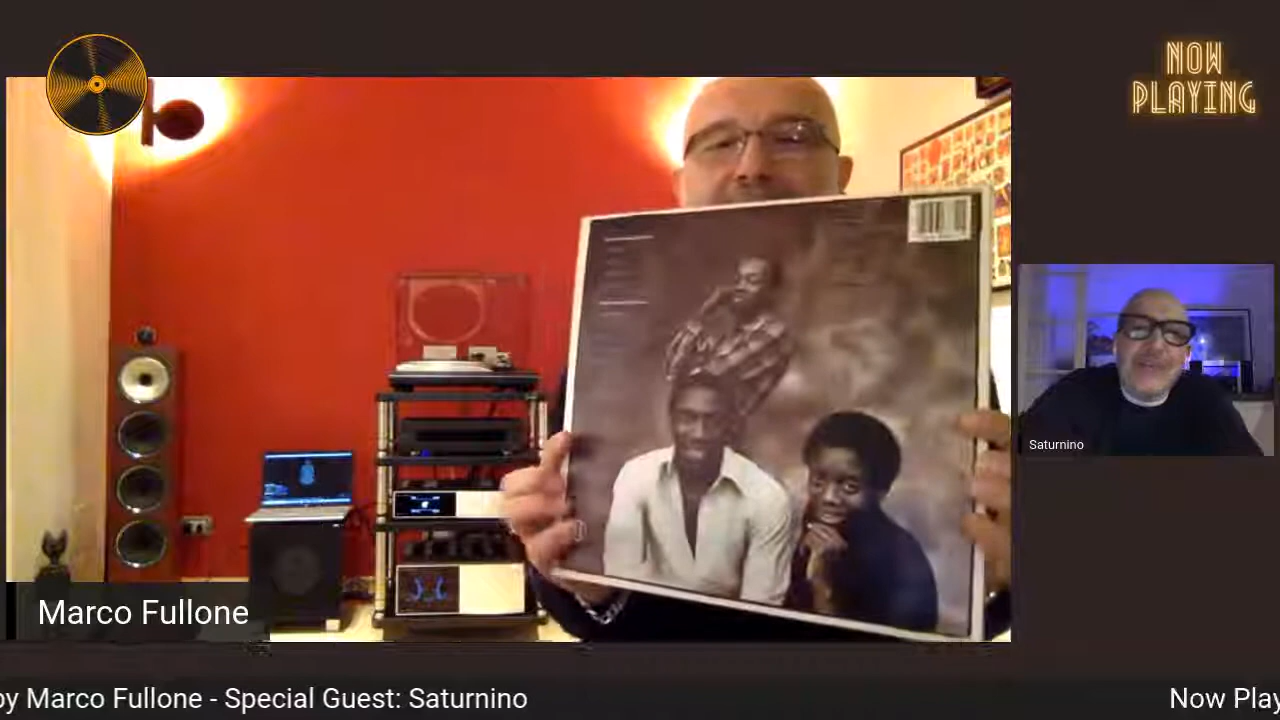 NOW
PLAYING
Saturnino
Marco Fullone
by Marco Fullone - Special Guest: Saturnino
Now Play